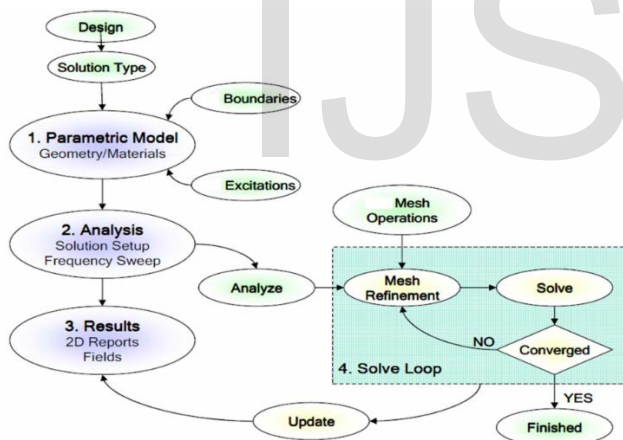 IJS
Design
Solution Type
Boundaries
1. Parametric Model
Geometry/Materials
Excitations
Mesh
Operations
2. Analysis
Solution Setup
Frequency Sweep
Analyze
Mesh
Refinement
Solve
3. Results
2D Reports
Fields
NO
Converged
4. Solve Loop
YES
Update
Finished